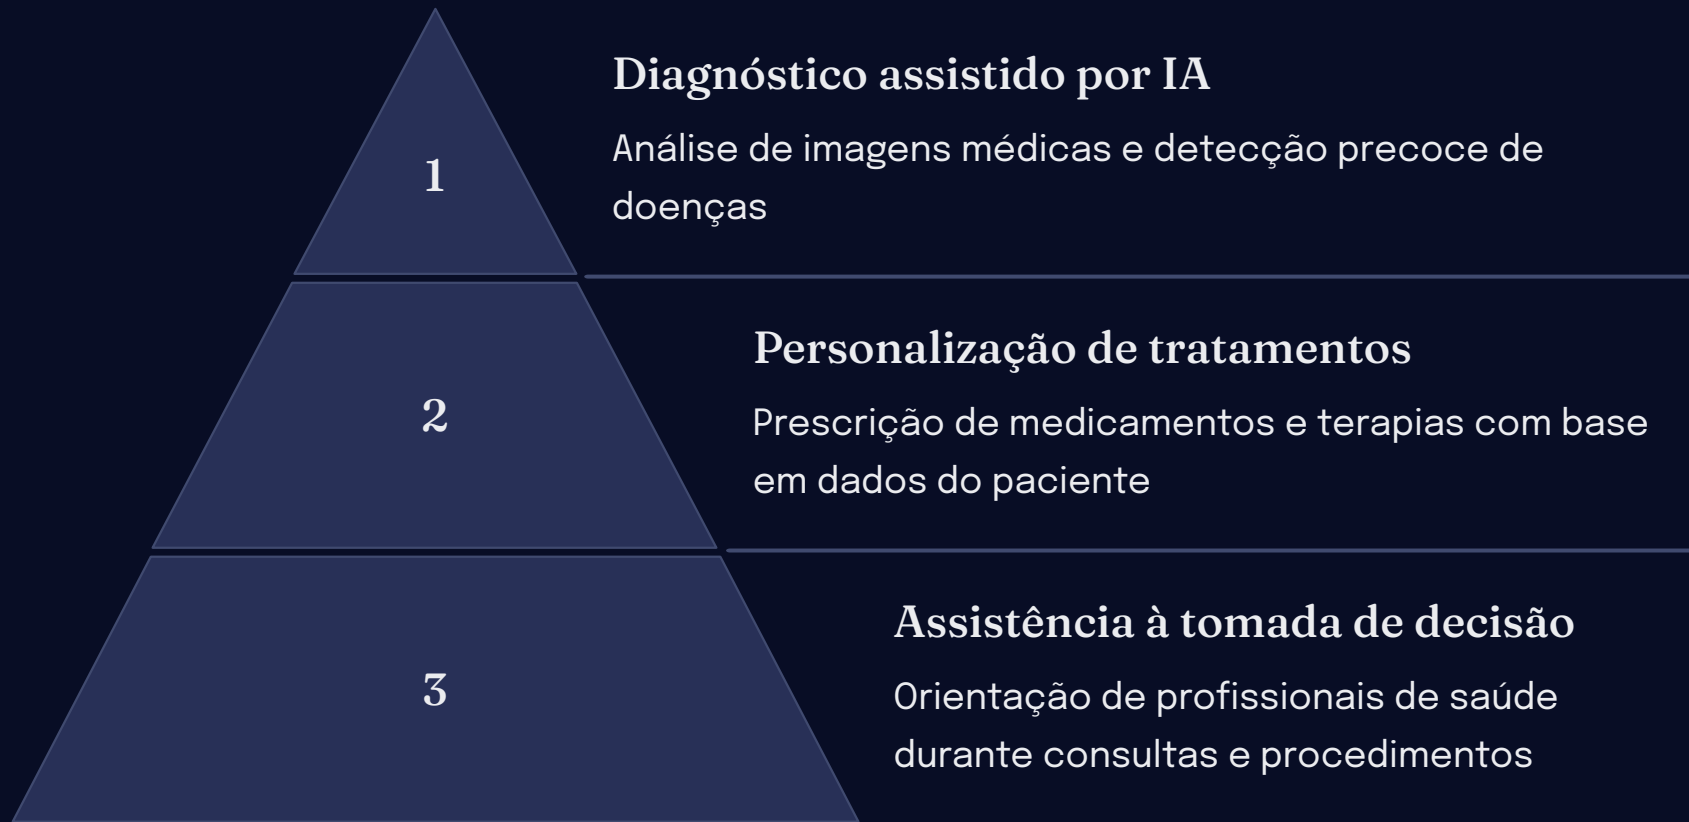 Diagnóstico assistido por IA
Análise de imagens médicas e detecção precoce de
doenças
1
Personalização de tratamentos
Prescrição de medicamentos e terapias com base
em dados do paciente
2
Assistência à tomada de decisão
Orientação de profissionais de saúde
durante consultas e procedimentos
3